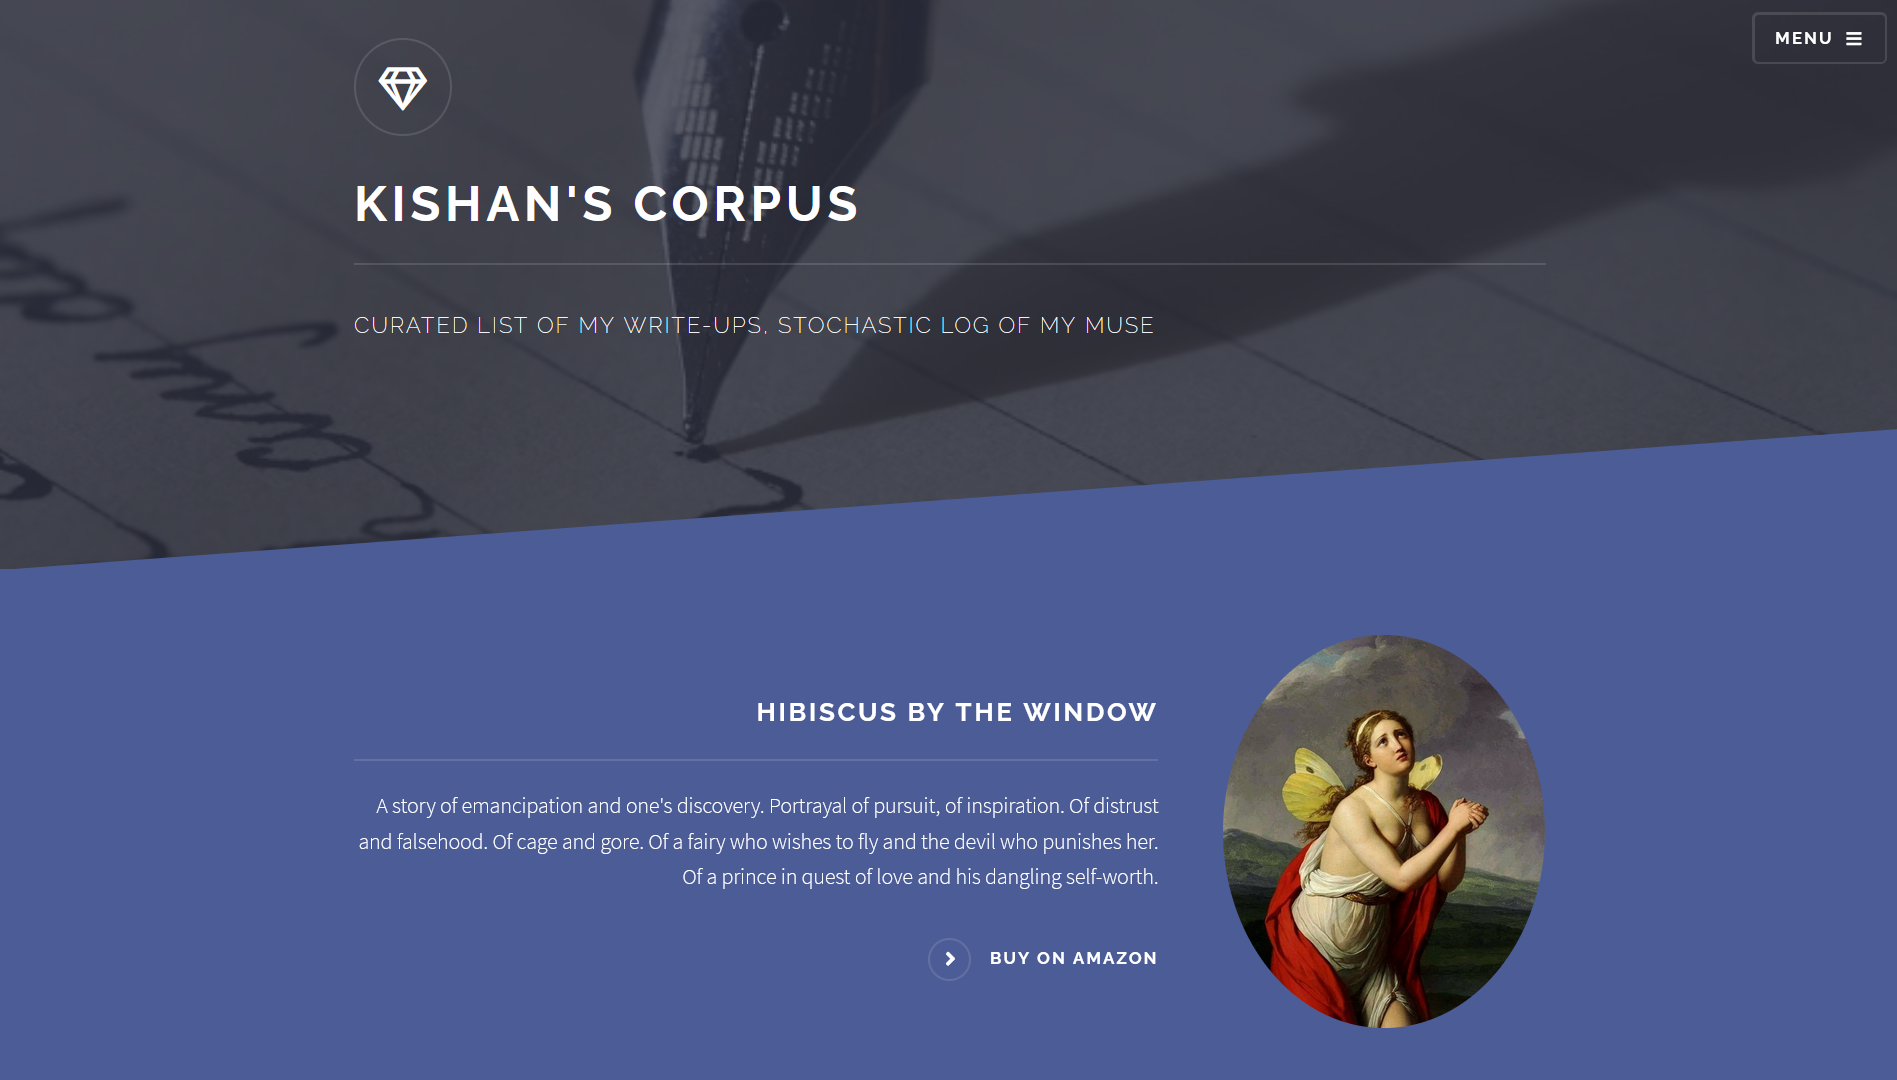 MENU
KISHAN'S CORPUS
CURATED LIST OF MY WRITE-UPS, STOCHASTIC LOG OF MY MUSE
HIBISCUS BY THE WINDOW
A story of emancipation and one's discovery. Portrayal of pursuit, of inspiration. Of distrust
and falsehood. Of cage and gore. Of a fairy who wishes to fly and the devil who punishes her.
Of a prince in quest of love and his dangling self-worth.
BUY ON AMAZON